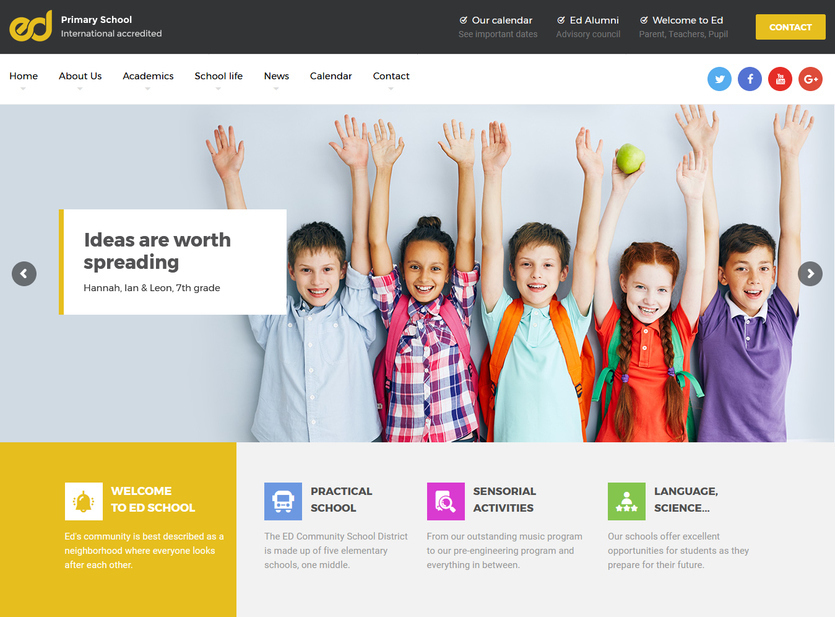 ed
Primary School
International accredited
Our calendar
See important dates
Ed Alumni
Advisory council
Welcome to Ed
Parent, Teachers, Pupil
CONTACT
Home
About Us
Academics
School life
News
Calendar
Contact
You
Tube
G+
Ideas are worth
spreading
Hannah, Ian & Leon, 7th grade
WELCOME
TO ED SCHOOL
Ed's community is best described as a
neighborhood where everyone looks
after each other.
PRACTICAL
SCHOOL
The ED Community School District
is made up of five elementary
schools, one middle.
SENSORIAL
ACTIVITIES
From our outstanding music program
to our pre-engineering program and
everything in between.
LANGUAGE,
SCIENCE...
Our schools offer excellent
opportunities for students as they
prepare for their future.